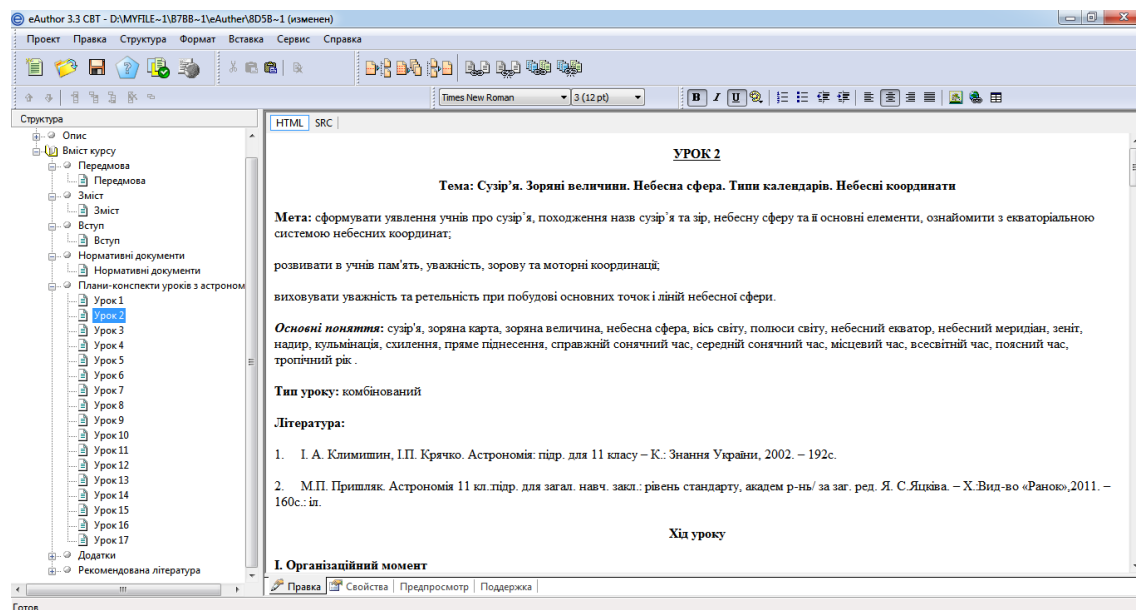 eAuthor 3.3 CBT - D:\MYFILE~1\B7BB~1\eAuther\8D5B~1 (изменен)
Проект Правка Структура Формат Вставка Сервис Справка
Times New Roman 3 (12 pt) B I U
Структура
HTML SRC
Опис
Вміст курсу
Передмова
Передмова
Зміст
Зміст
Вступ
Вступ
Нормативні документи
Нормативні документи
Плани-конспекти уроків з астроном
Урок 1
Урок 2
Урок 3
Урок 4
Урок 5
Урок 6
Урок 7
Урок 8
Урок 9
Урок 10
Урок 11
Урок 12
Урок 13
Урок 14
Урок 15
Урок 16
Урок 17
Додатки
Рекомендована література
УРОК 2
Тема: Сузір’я. Зоряні величини. Небесна сфера. Типи календарів. Небесні координати
Мета: сформувати уявлення учнів про сузір’я, походження назв сузір’я та зір, небесну сферу та її основні елементи, ознайомити з екваторіальною
системою небесних координат;
розвивати в учнів пам'ять, уважність, зорову та моторні координації;
виховувати уважність та ретельність при побудові основних точок і ліній небесної сфери.
Основні поняття: сузір'я, зоряна карта, зоряна величина, небесна сфера, вісь світу, полюси світу, небесний екватор, небесний меридіан, зеніт,
надир, кульмінація, схилення, пряме піднесення, справжній сонячний час, середній сонячний час, місцевий час, всесвітній час, поясний час,
тропічний рік .
Тип уроку: комбінований
Література:
1. І. А. Климишин, І.П. Крячко. Астрономія: підр. для 11 класу – К.: Знання України, 2002. – 192с.
2. М.П. Пришляк. Астрономія 11 кл.:підр. для загал. навч. закл.: рівень стандарту, академ р-нь/ за заг. ред. Я. С.Яцківа. – Х.:Вид-во «Ранок»,2011. –
160с.: іл.
Хід уроку
І. Організаційний момент
Правка Свойства Предпросмотр Поддержка
Готов